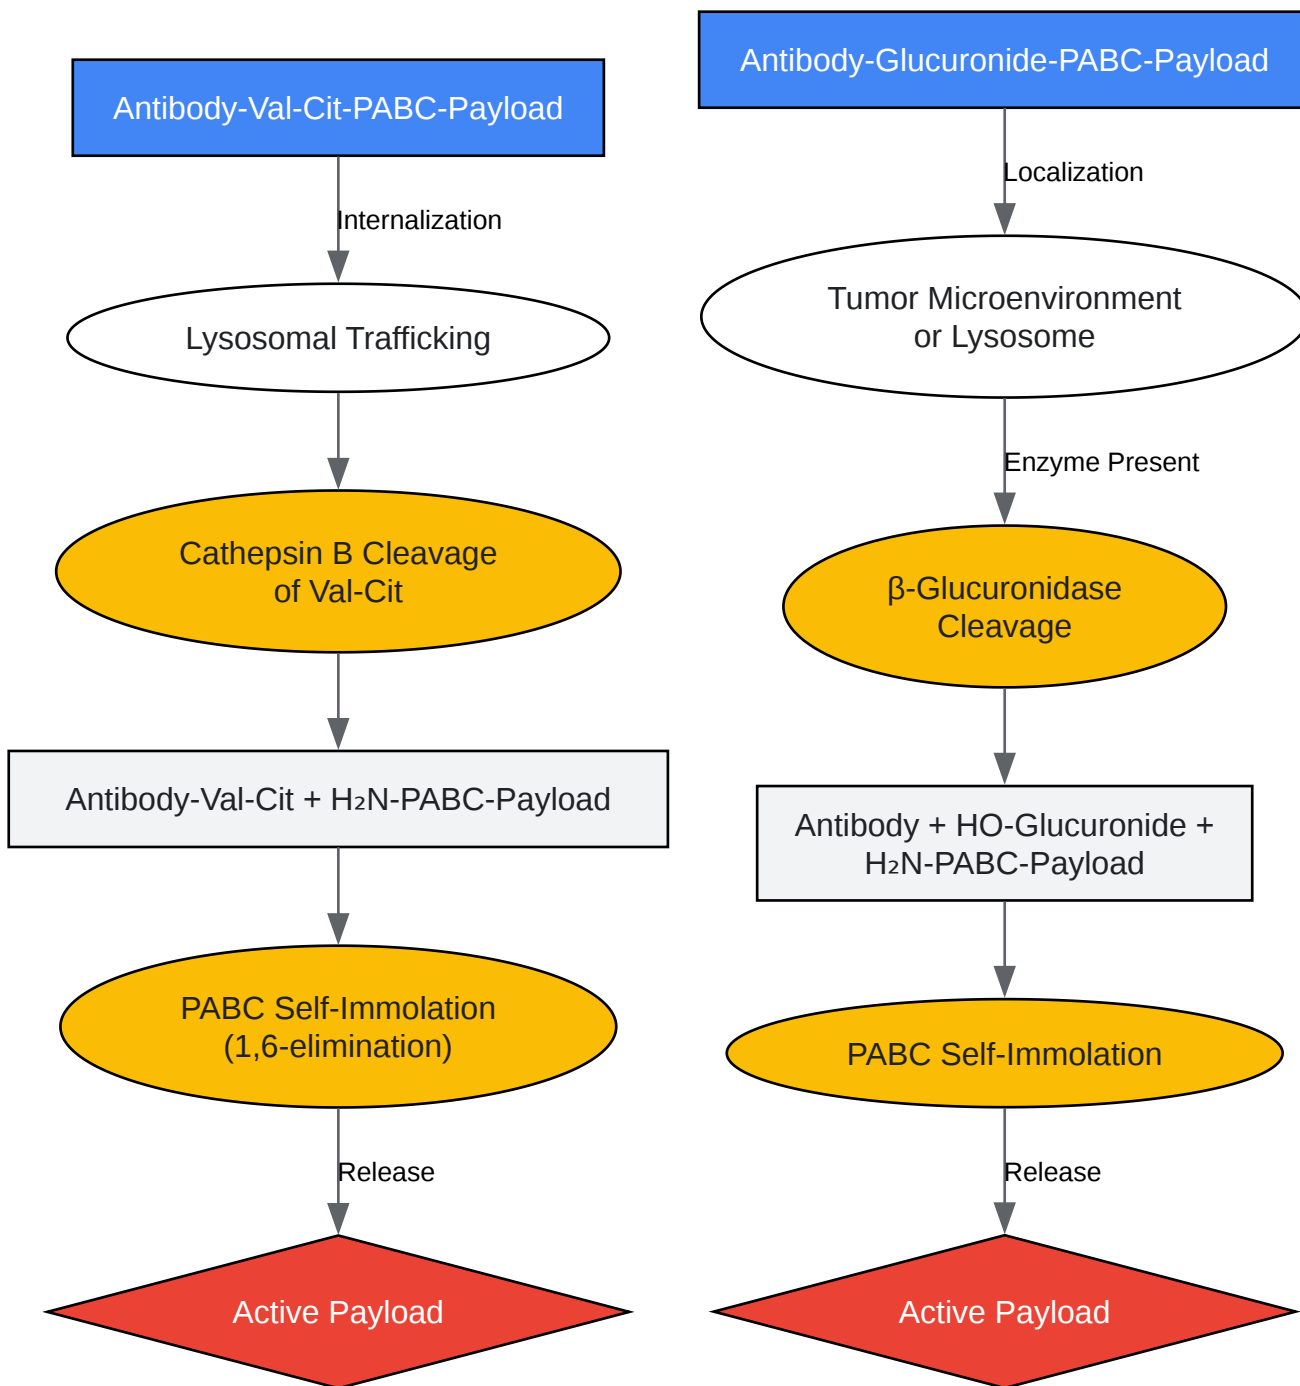 Antibody-Val-Cit-PABC-Payload
Internalization
Lysosomal Trafficking
Cathepsin B Cleavage
of Val-Cit
Antibody-Val-Cit + H₂N-PABC-Payload
PABC Self-Immolation
(1,6-elimination)
Release
Active Payload
Antibody-Glucuronide-PABC-Payload
Localization
Tumor Microenvironment
or Lysosome
Enzyme Present
β-Glucuronidase
Cleavage
Antibody + HO-Glucuronide +
H₂N-PABC-Payload
PABC Self-Immolation
Release
Active Payload